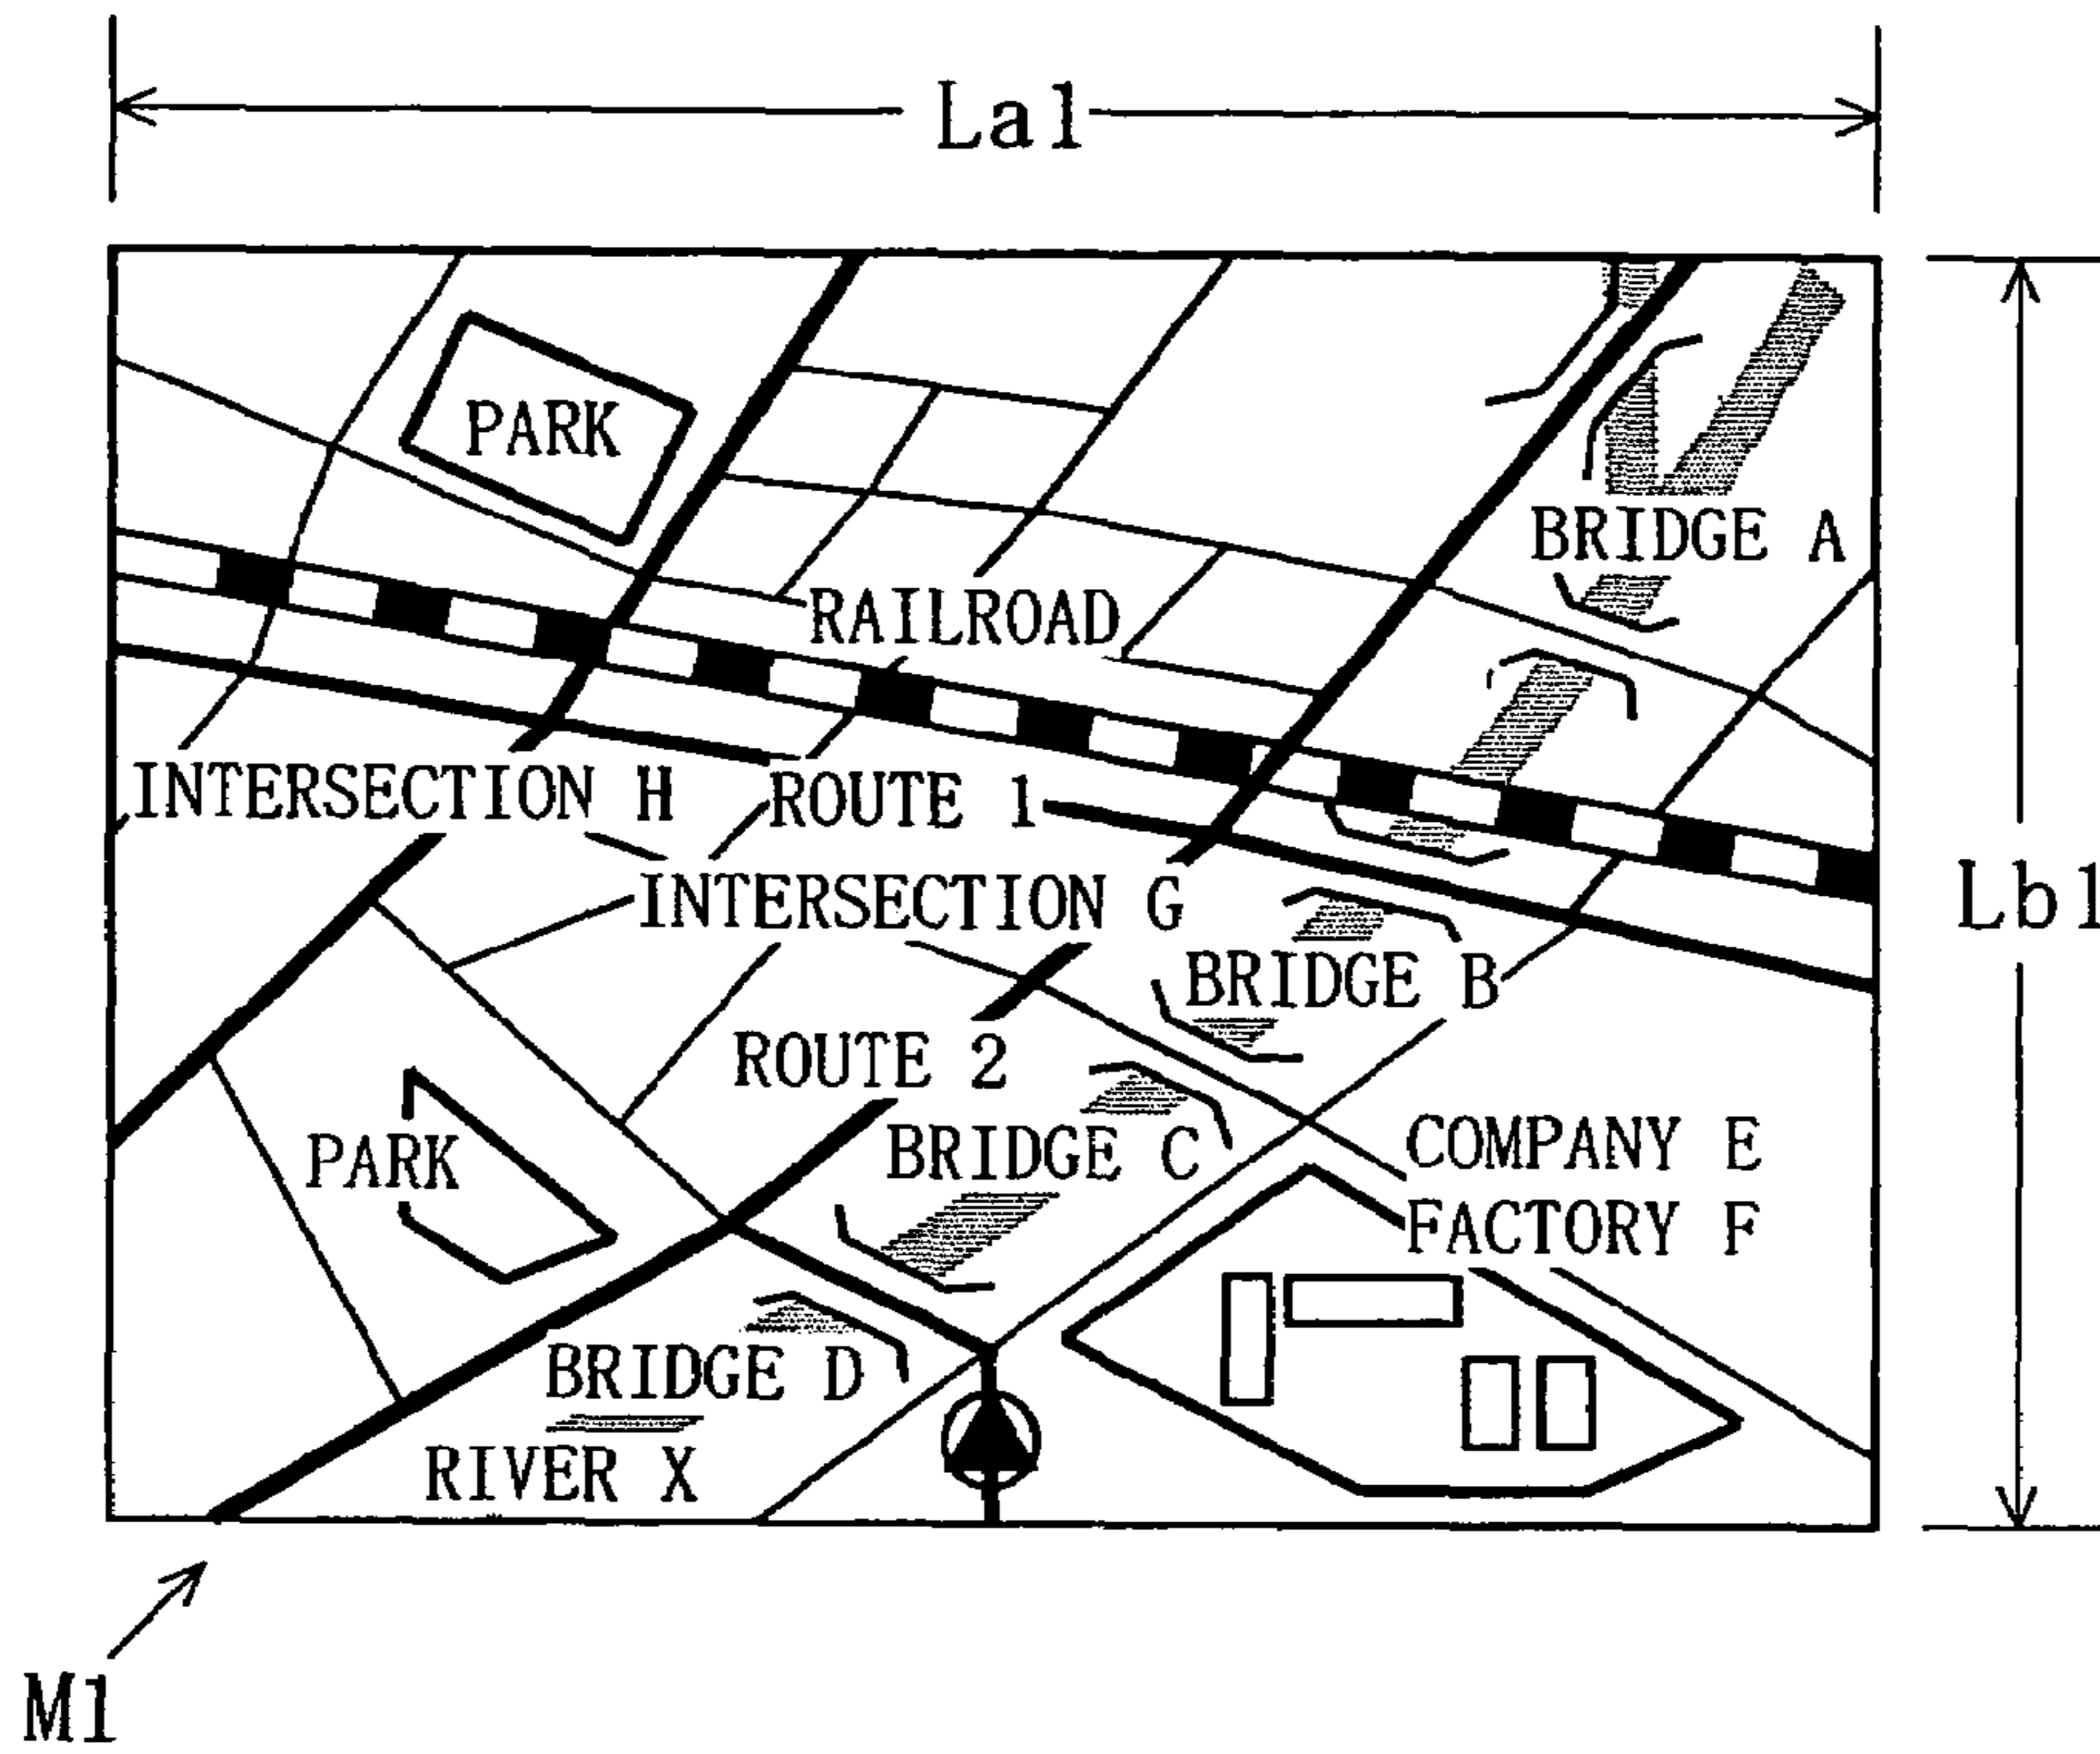 La1
PARK
BRIDGE A
RAILROAD
INTERSECTION H
ROUTE 1
INTERSECTION G
Lb1
BRIDGE B
ROUTE 2
COMPANY E
BRIDGE C
PARK
FACTORY F
BRIDGE D
RIVER X
M1